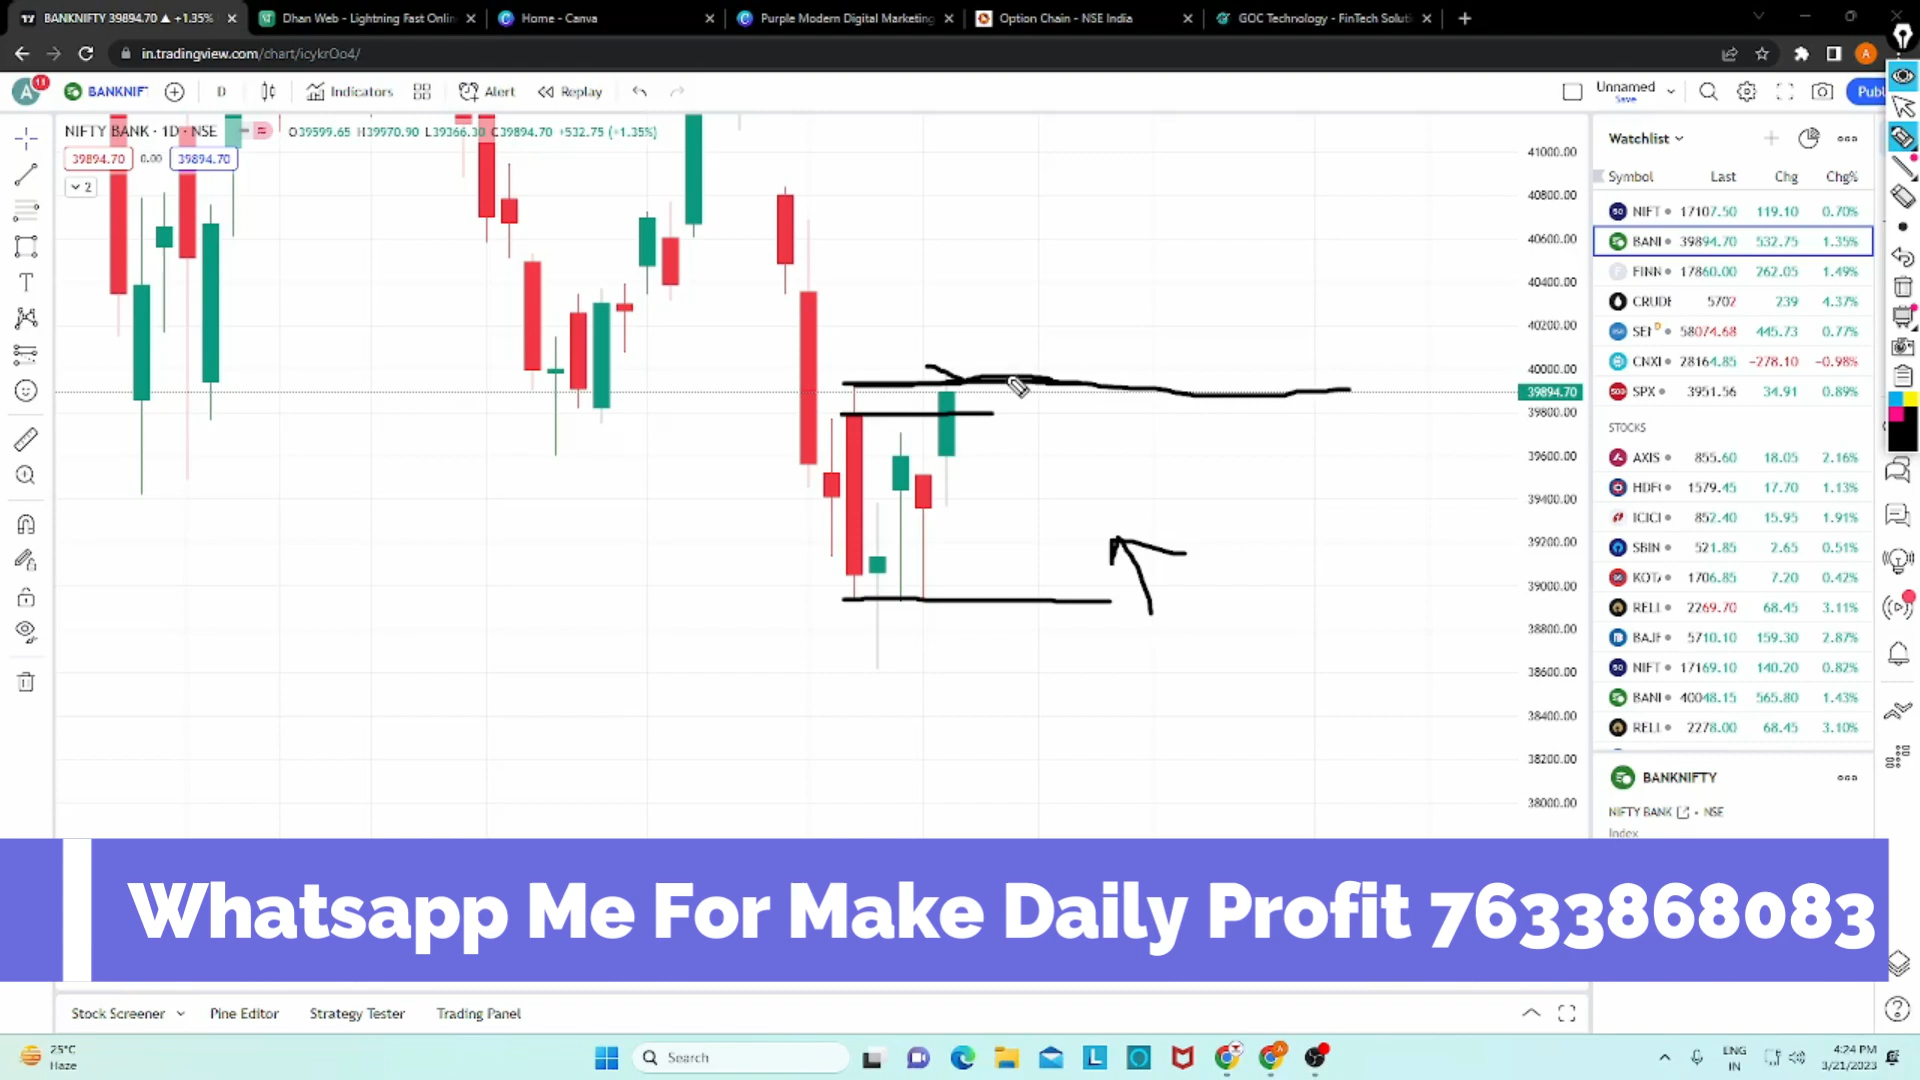 BANKNIFTY 39894.70 ▲ +1.35%
Dhan Web - Lightning Fast Onlin
Home - Canva
Purple Modern Digital Marketing
Option Chain - NSE India
GOC Technology - FinTech Soluti
in.tradingview.com/chart/icykrOo4/
A
A 11
BANKNIF
D
Indicators
Alert
Replay
Unnamed
Save
Publ
NIFTY BANK · 1D · NSE
O39599.65 H39970.90 L39366.30 C39894.70 +532.75 (+1.35%)
39894.70 0.00 39894.70
2
41000.00
40800.00
40600.00
40400.00
40200.00
40000.00
39894.70
39800.00
39600.00
39400.00
39200.00
39000.00
38800.00
38600.00
38400.00
38200.00
38000.00
Watchlist
Symbol Last Chg Chg%
NIFT 17107.50 119.10 0.70%
BANI 39894.70 532.75 1.35%
FINN 17860.00 262.05 1.49%
CRUDE 5702 239 4.37%
SEI D 58074.68 445.73 0.77%
CNXI 28164.85 −278.10 −0.98%
SPX 3951.56 34.91 0.89%
STOCKS
AXIS 855.60 18.05 2.16%
HDF 1579.45 17.70 1.13%
ICICI 852.40 15.95 1.91%
SBIN 521.85 2.65 0.51%
KOT 1706.85 7.20 0.42%
RELI 2269.70 68.45 3.11%
BAJF 5710.10 159.30 2.87%
NIFT 17169.10 140.20 0.82%
BANI 40048.15 565.80 1.43%
RELI 2278.00 68.45 3.10%
BANKNIFTY
NIFTY BANK · NSE
Index
Whatsapp Me For Make Daily Profit 7633868083
Stock Screener
Pine Editor
Strategy Tester
Trading Panel
25°C
Haze
Search
ENG
IN
4:24 PM
3/21/2023